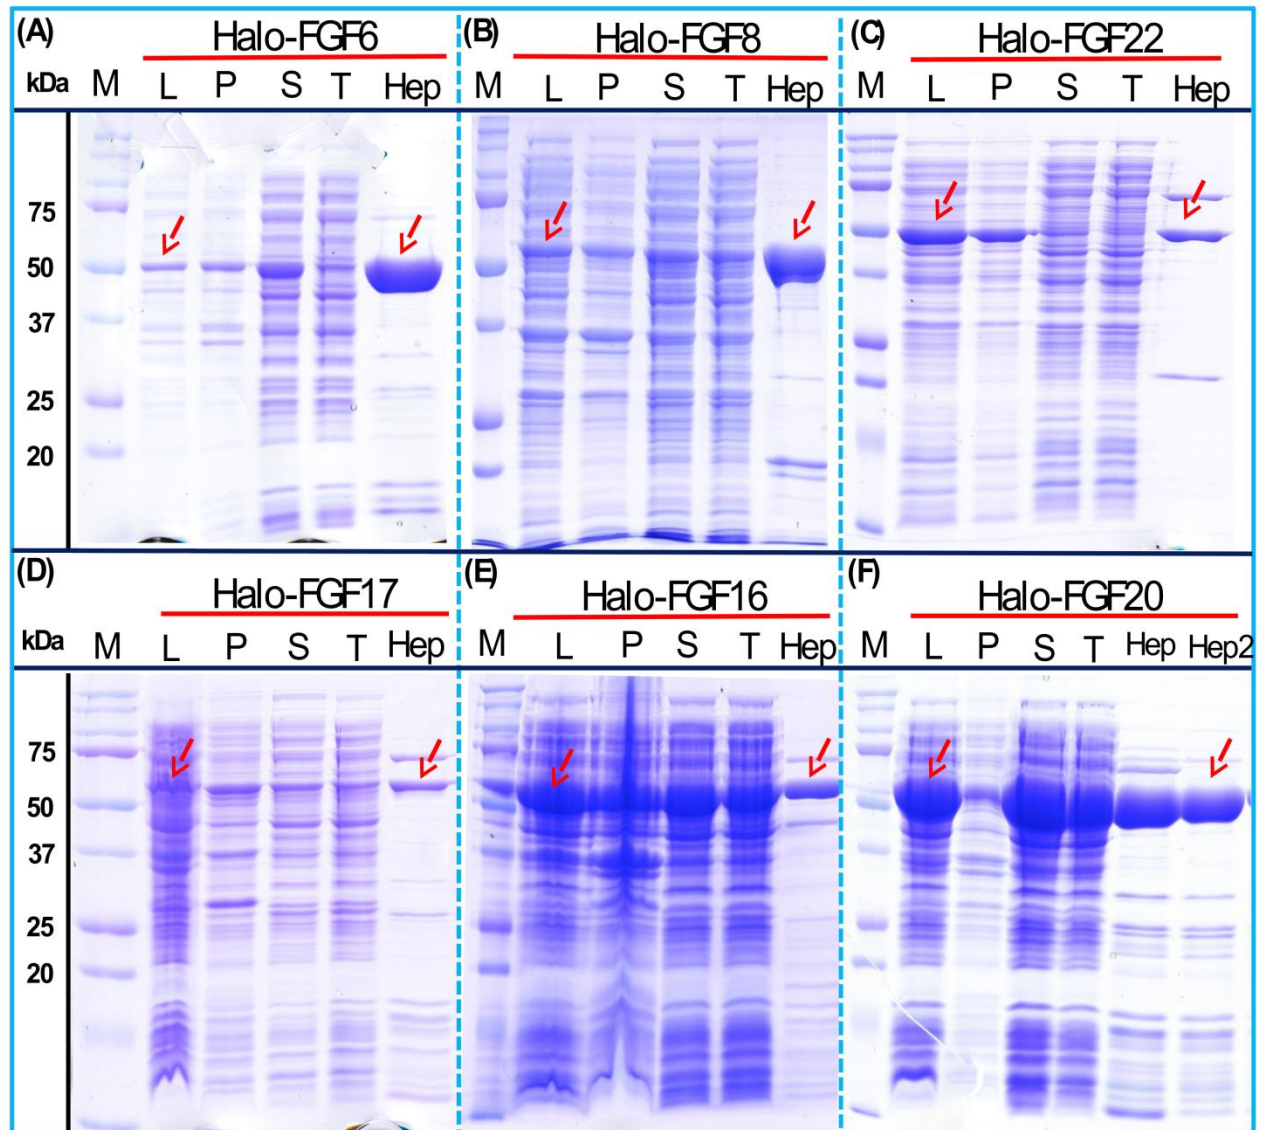 (A) Halo-FGF6 (B) Halo-FGF8 (C) Halo-FGF22
kDa M L P S T Hep M L P S T Hep M L P S T Hep
75
50
37
25
20
(D) Halo-FGF17 (E) Halo-FGF16 (F) Halo-FGF20
kDa M L P S T Hep M L P S T Hep M L P S T Hep Hep2
75
50
37
25
20